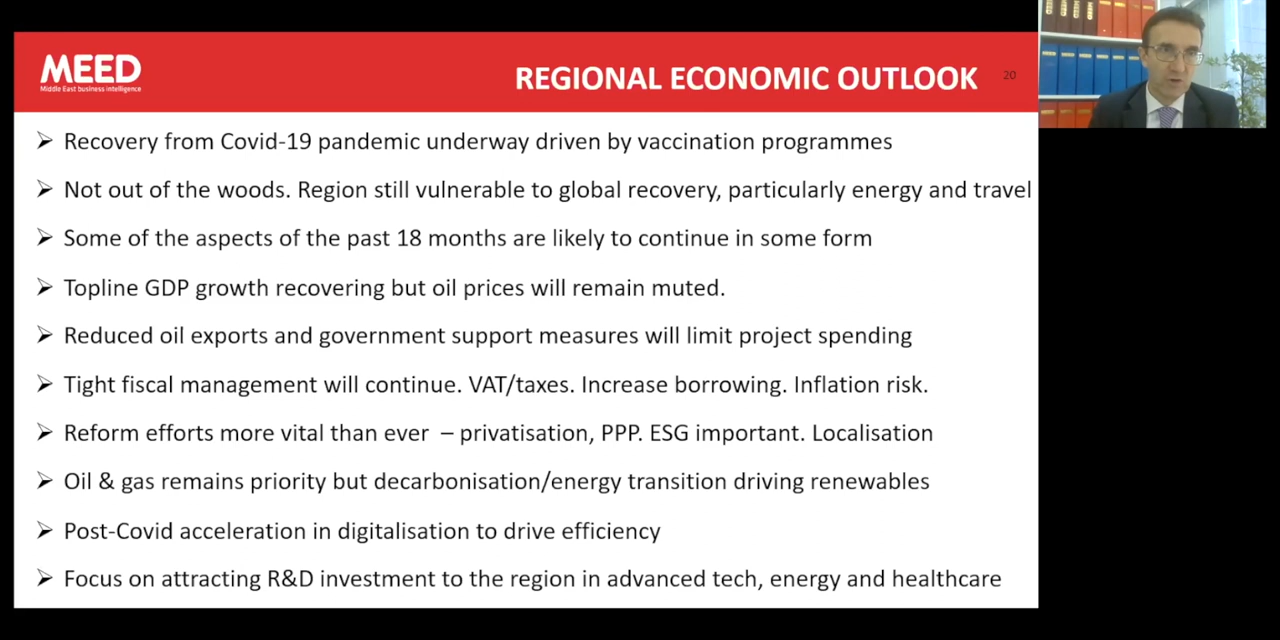 MEED
Middle East business intelligence
REGIONAL ECONOMIC OUTLOOK
20
Recovery from Covid-19 pandemic underway driven by vaccination programmes
Not out of the woods. Region still vulnerable to global recovery, particularly energy and travel
Some of the aspects of the past 18 months are likely to continue in some form
Topline GDP growth recovering but oil prices will remain muted.
Reduced oil exports and government support measures will limit project spending
Tight fiscal management will continue. VAT/taxes. Increase borrowing. Inflation risk.
Reform efforts more vital than ever – privatisation, PPP. ESG important. Localisation
Oil & gas remains priority but decarbonisation/energy transition driving renewables
Post-Covid acceleration in digitalisation to drive efficiency
Focus on attracting R&D investment to the region in advanced tech, energy and healthcare